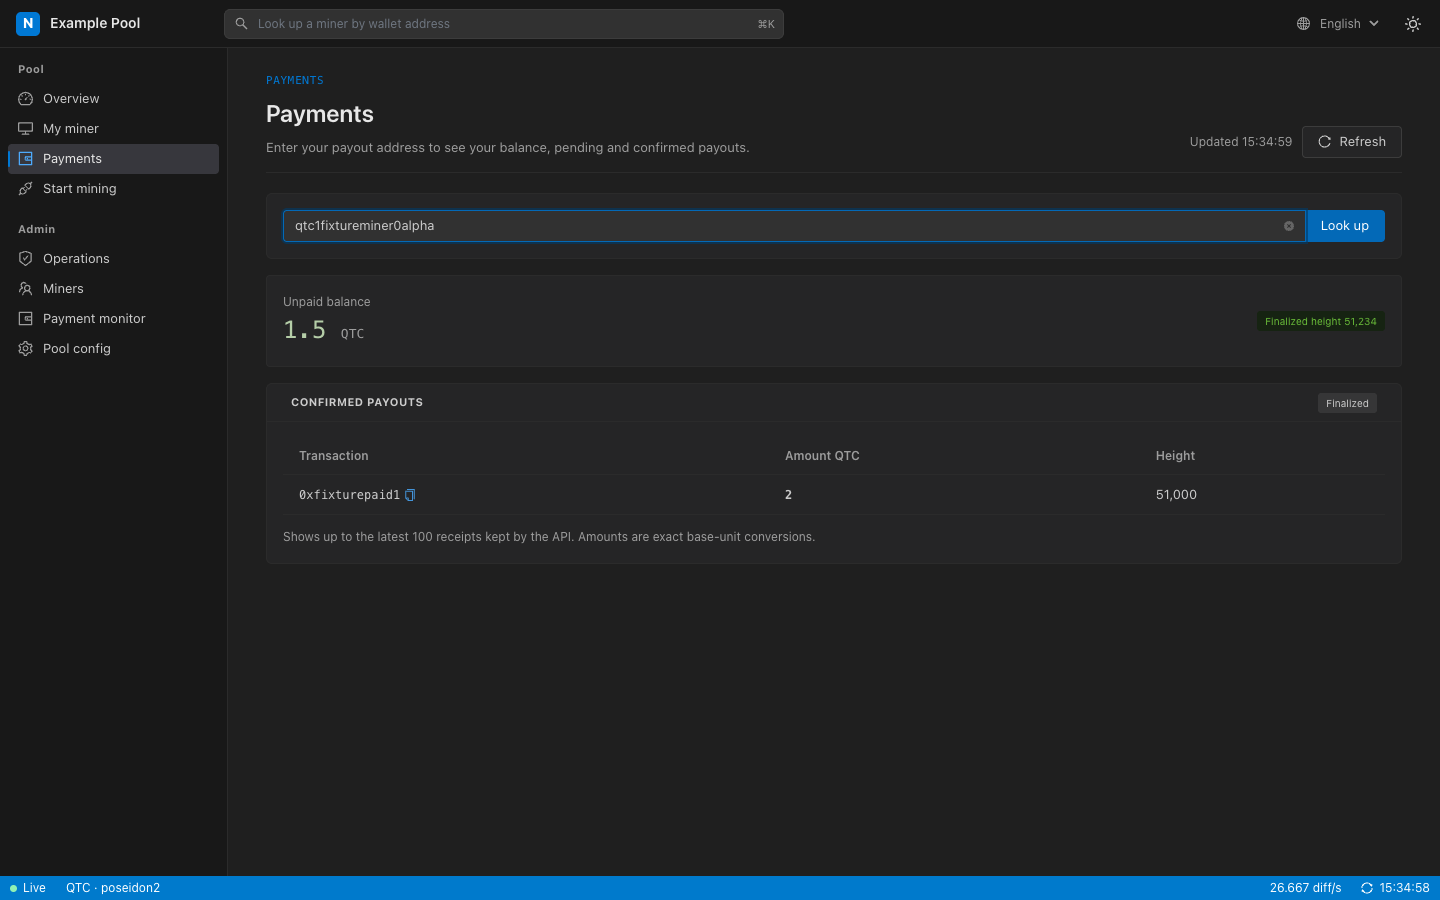 N Example Pool
Look up a miner by wallet address ⌘K
English
Pool
Overview
My miner
Payments
Start mining
Admin
Operations
Miners
Payment monitor
Pool config
PAYMENTS
Payments
Enter your payout address to see your balance, pending and confirmed payouts.
Updated 15:34:59 Refresh
qtc1fixtureminer0alpha Look up
Unpaid balance
1.5 QTC
Finalized height 51,234
CONFIRMED PAYOUTS Finalized
Transaction Amount QTC Height
0xfixturepaid1 2 51,000
Shows up to the latest 100 receipts kept by the API. Amounts are exact base-unit conversions.
Live QTC · poseidon2 26.667 diff/s 15:34:58